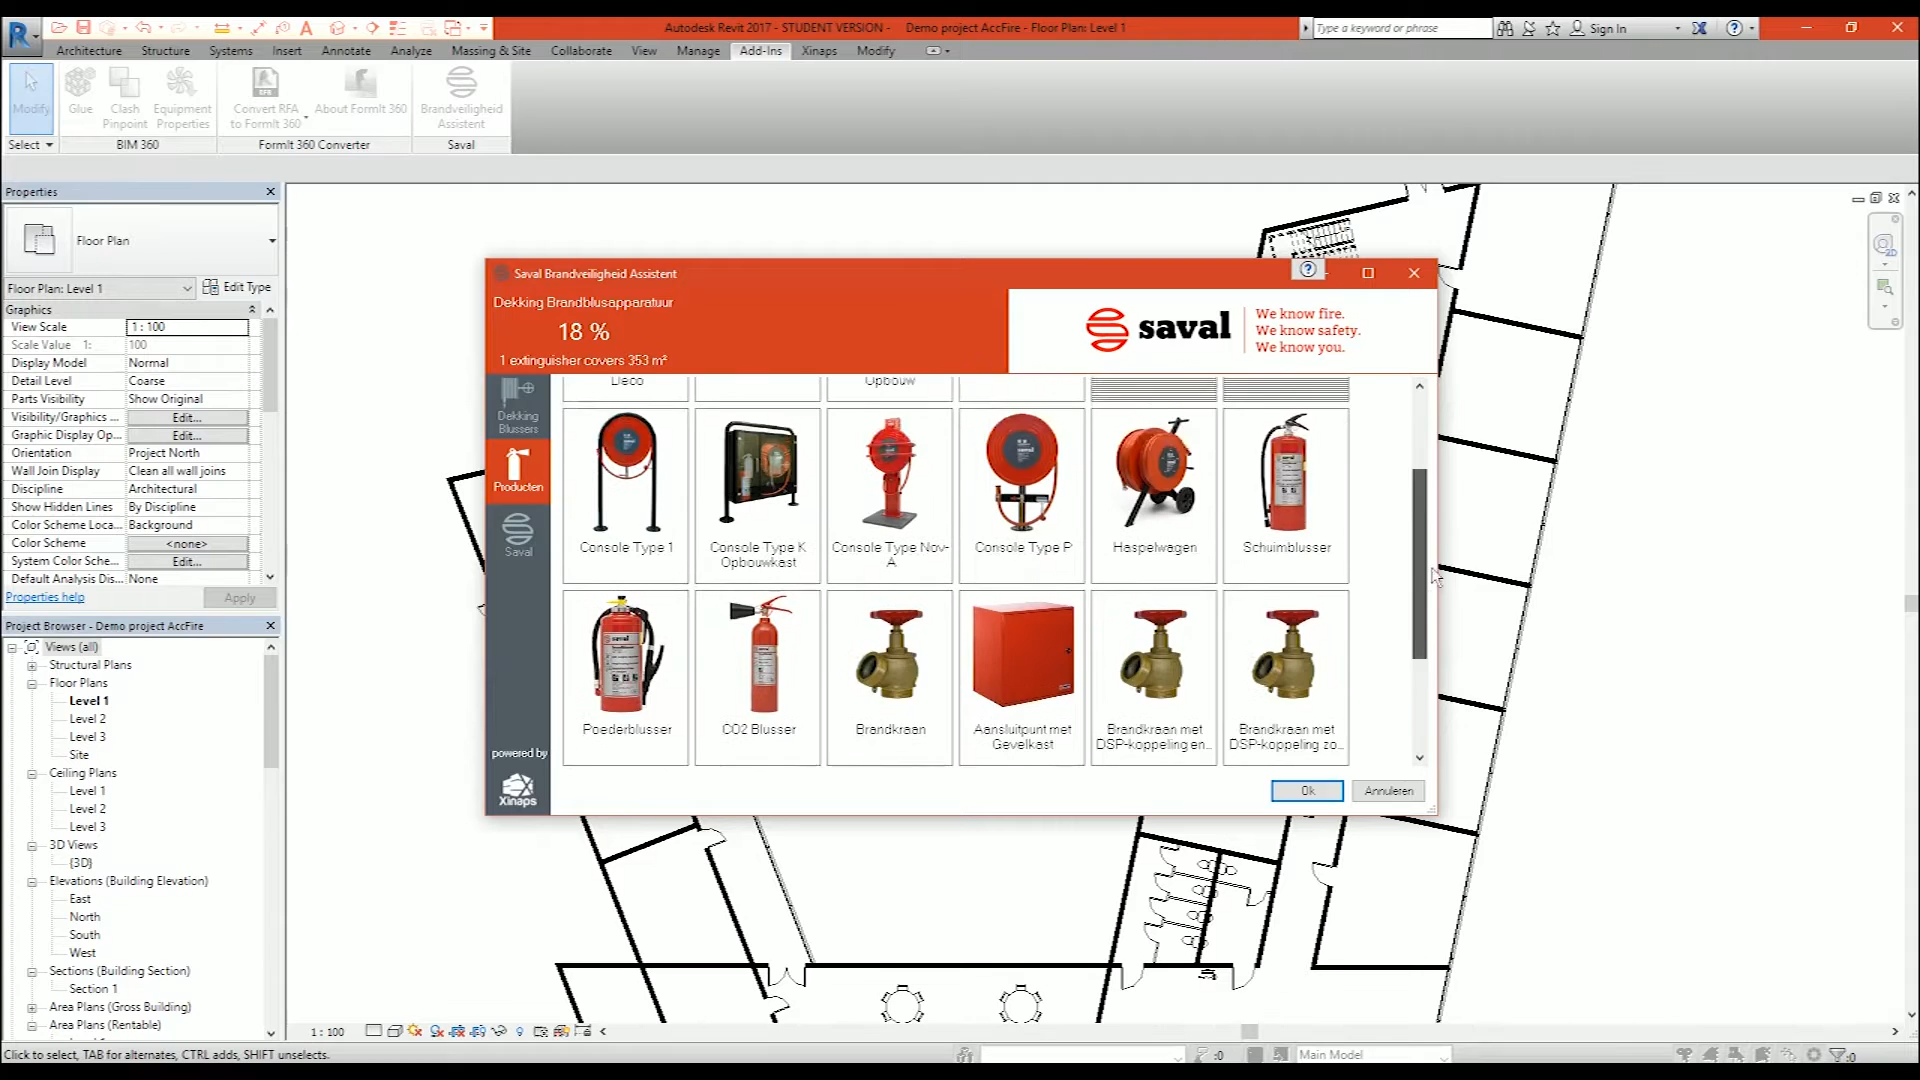 Autodesk Revit 2017 - STUDENT VERSION - Demo project AccFire - Floor Plan: Level 1
Type a keyword or phrase
Sign In
Architecture Structure Systems Insert Annotate Analyze Massing & Site Collaborate View Manage Add-Ins Xinaps Modify
Modify
Glue
Clash Pinpoint
Equipment Properties
Convert RFA to FormIt 360
About FormIt 360
Brandveiligheid Assistent
Select
BIM 360
FormIt 360 Converter
Saval
Properties
Floor Plan
Floor Plan: Level 1
Edit Type
Graphics
View Scale 1 : 100
Scale Value 1: 100
Display Model Normal
Detail Level Coarse
Parts Visibility Show Original
Visibility/Graphics ... Edit...
Graphic Display Op... Edit...
Orientation Project North
Wall Join Display Clean all wall joins
Discipline Architectural
Show Hidden Lines By Discipline
Color Scheme Loca... Background
Color Scheme <none>
System Color Sche... Edit...
Default Analysis Dis... None
Properties help
Apply
Project Browser - Demo project AccFire
Views (all)
Structural Plans
Floor Plans
Level 1
Level 2
Level 3
Site
Ceiling Plans
Level 1
Level 2
Level 3
3D Views
{3D}
Elevations (Building Elevation)
East
North
South
West
Sections (Building Section)
Section 1
Area Plans (Gross Building)
Area Plans (Rentable)
Saval Brandveiligheid Assistent
Dekking Brandblusapparatuur
18 %
1 extinguisher covers 353 m²
saval
We know fire.
We know safety.
We know you.
Dekking
Blussers
Producten
Saval
powered by
Xinaps
Opbouw
Console Type 1
Console Type K
Opbouwkast
Console Type Nov-
A
Console Type P
Haspelwagen
Schuimblusser
Poederblusser
CO2 Blusser
Brandkraan
Aansluitpunt met
Gevelkast
Brandkraan met
DSP-koppeling en...
Brandkraan met
DSP-koppeling zo...
Ok
Annuleren
1 : 100
Click to select, TAB for alternates, CTRL adds, SHIFT unselects.
:0
Main Model
:0